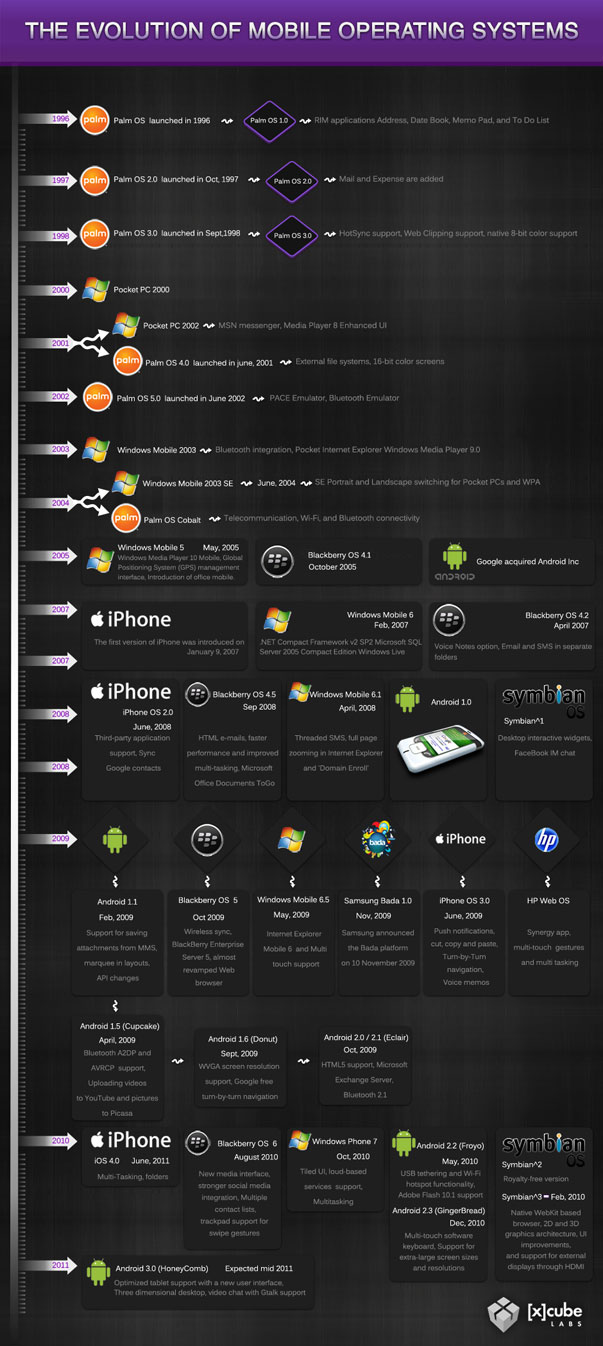 THE EVOLUTION OF MOBILE OPERATING SYSTEMS
1996
palm
Palm OS launched in 1996
Palm OS 1.0
RIM applications Address, Date Book, Memo Pad, and To Do List
1997
palm
Palm OS 2.0 launched in Oct, 1997
Palm OS 2.0
Mail and Expense are added
1998
palm
Palm OS 3.0 launched in Sept,1998
Palm OS 3.0
HotSync support, Web Clipping support, native 8-bit color support
2000
Pocket PC 2000
2001
Pocket PC 2002
MSN messenger, Media Player 8 Enhanced UI
palm
Palm OS 4.0 launched in june, 2001
External file systems, 16-bit color screens
2002
palm
Palm OS 5.0 launched in June 2002
PACE Emulator, Bluetooth Emulator
2003
Windows Mobile 2003
Bluetooth integration, Pocket Internet Explorer Windows Media Player 9.0
2004
Windows Mobile 2003 SE
June, 2004
SE Portrait and Landscape switching for Pocket PCs and WPA
palm
Palm OS Cobalt
Telecommunication, Wi-Fi, and Bluetooth connectivity
2005
Windows Mobile 5 May, 2005
Windows Media Player 10 Mobile, Global
Positioning System (GPS) management
interface, Introduction of office mobile.
Blackberry OS 4.1
October 2005
ANDROID
Google acquired Android Inc
2007
iPhone
The first version of iPhone was introduced on
January 9, 2007
Windows Mobile 6
Feb, 2007
.NET Compact Framework v2 SP2 Microsoft SQL
Server 2005 Compact Edition Windows Live
Blackberry OS 4.2
April 2007
Voice Notes option, Email and SMS in separate
folders
2007
2008
iPhone
iPhone OS 2.0
June, 2008
Third-party application
support, Sync
Google contacts
Blackberry OS 4.5
Sep 2008
HTML e-mails, faster
performance and improved
multi-tasking, Microsoft
Office Documents ToGo
Windows Mobile 6.1
April, 2008
Threaded SMS, full page
zooming in Internet Explorer
and 'Domain Enroll'
Android 1.0
symbian
OS
Symbian^1
Desktop interactive widgets,
FaceBook IM chat
2008
2009
bada
iPhone
hp
Android 1.1
Feb, 2009
Support for saving
attachments from MMS,
marquee in layouts,
API changes
Blackberry OS 5
Oct 2009
Wireless sync,
BlackBerry Enterprise
Server 5, almost
revamped Web
browser
Windows Mobile 6.5
May, 2009
Internet Explorer
Mobile 6 and Multi
touch support
Samsung Bada 1.0
Nov, 2009
Samsung announced
the Bada platform
on 10 November 2009
iPhone OS 3.0
June, 2009
Push notifications,
cut, copy and paste,
Turn-by-Turn
navigation,
Voice memos
HP Web OS
Synergy app,
multi-touch gestures
and multi tasking
Android 1.5 (Cupcake)
April, 2009
Bluetooth A2DP and
AVRCP support,
Uploading videos
to YouTube and pictures
to Picasa
Android 1.6 (Donut)
Sept, 2009
WVGA screen resolution
support, Google free
turn-by-turn navigation
Android 2.0 / 2.1 (Eclair)
Oct, 2009
HTML5 support, Microsoft
Exchange Server,
Bluetooth 2.1
2010
iPhone
iOS 4.0 June, 2011
Multi-Tasking, folders
Blackberry OS 6
August 2010
New media interface,
stronger social media
integration, Multiple
contact lists,
trackpad support for
swipe gestures
Windows Phone 7
Oct, 2010
Tiled UI, loud-based
services support,
Multitasking
Android 2.2 (Froyo)
May, 2010
USB tethering and Wi-Fi
hotspot functionality,
Adobe Flash 10.1 support
Android 2.3 (GingerBread)
Dec, 2010
Multi-touch software
keyboard, Support for
extra-large screen sizes
and resolutions
symbian
OS
Symbian^2
Royalty-free version
Symbian^3 - Feb, 2010
Native WebKit based
browser, 2D and 3D
graphics architecture, UI
improvements,
and support for external
displays through HDMI
2011
Android 3.0 (HoneyComb) Expected mid 2011
Optimized tablet support with a new user interface,
Three dimensional desktop, video chat with Gtalk support
[x]cube
LABS